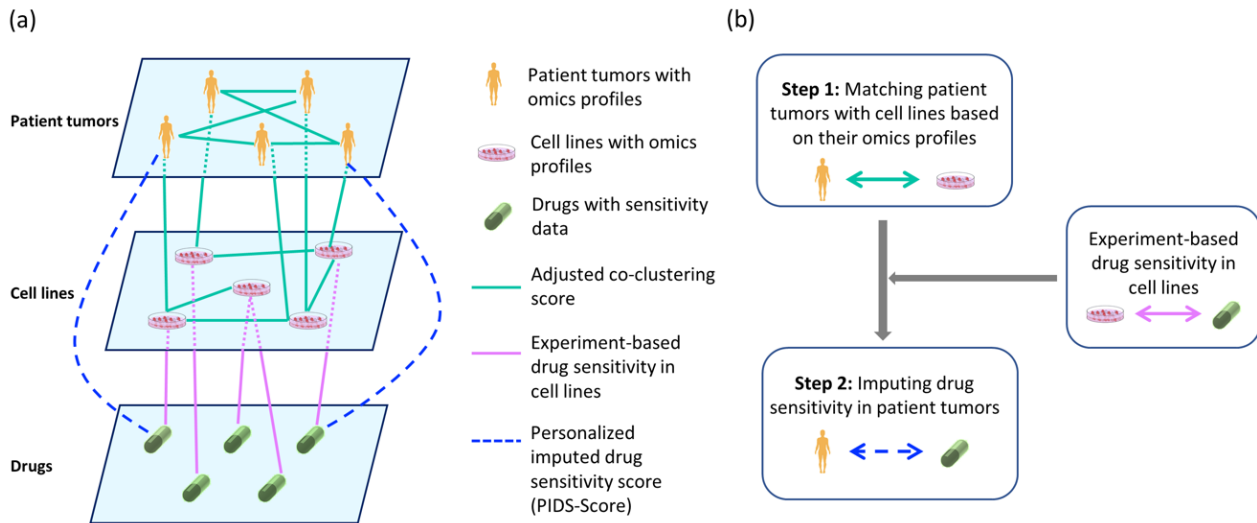 (a)
Patient tumors
Cell lines
Drugs
Patient tumors with
omics profiles
Cell lines with omics
profiles
Drugs with sensitivity
data
Adjusted co-clustering
score
Experiment-based
drug sensitivity in
cell lines
Personalized
imputed drug
sensitivity score
(PIDS-Score)
(b)
Step 1: Matching patient
tumors with cell lines based
on their omics profiles
Experiment-based
drug sensitivity in
cell lines
Step 2: Imputing drug
sensitivity in patient tumors